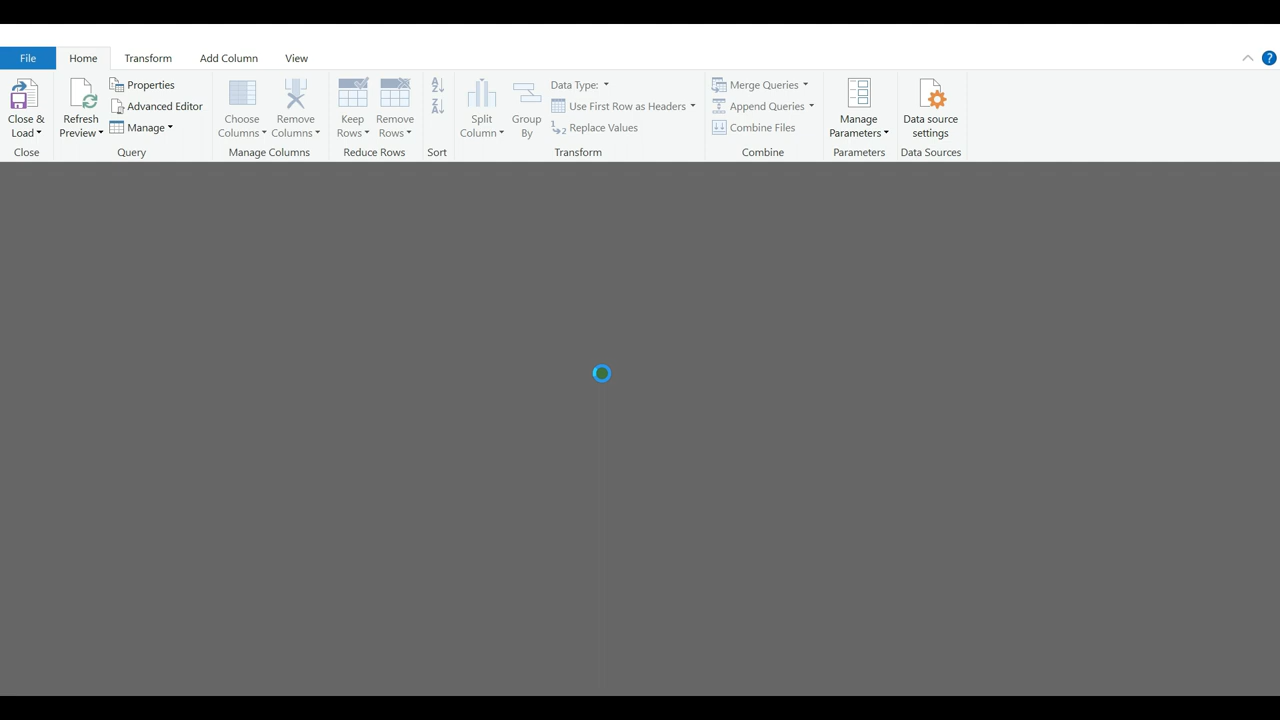 File Home Transform Add Column View ?
Close & Load
Refresh Preview
Properties
Advanced Editor
Manage
Choose Columns
Remove Columns
Keep Rows
Remove Rows
A Z
Z A
Split Column
Group By
Data Type:
Use First Row as Headers
1 2 Replace Values
Merge Queries
Append Queries
Combine Files
Manage Parameters
Data source settings
Close Query Manage Columns Reduce Rows Sort Transform Combine Parameters Data Sources